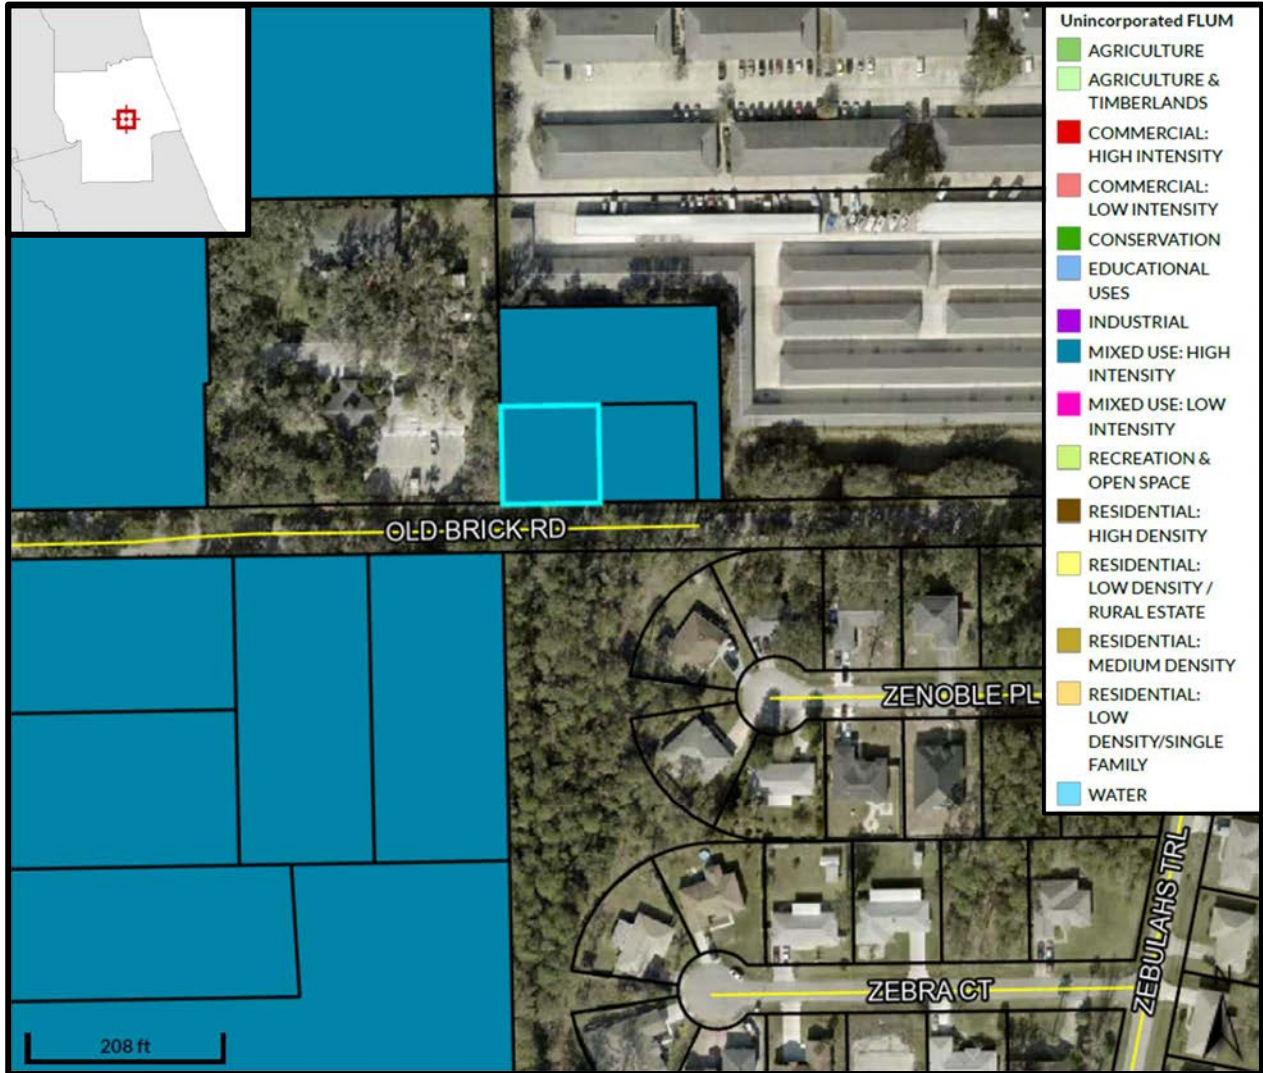 Unincorporated FLUM
AGRICULTURE
AGRICULTURE &
TIMBERLANDS
COMMERCIAL:
HIGH INTENSITY
COMMERCIAL:
LOW INTENSITY
CONSERVATION
EDUCATIONAL
USES
INDUSTRIAL
MIXED USE: HIGH
INTENSITY
MIXED USE: LOW
INTENSITY
RECREATION &
OPEN SPACE
RESIDENTIAL:
HIGH DENSITY
RESIDENTIAL:
LOW DENSITY /
RURAL ESTATE
RESIDENTIAL:
MEDIUM DENSITY
RESIDENTIAL:
LOW
DENSITY/SINGLE
FAMILY
WATER
OLD BRICK RD
ZENOBLE PL
ZEBULAHS TRL
ZEBRA CT
208 ft